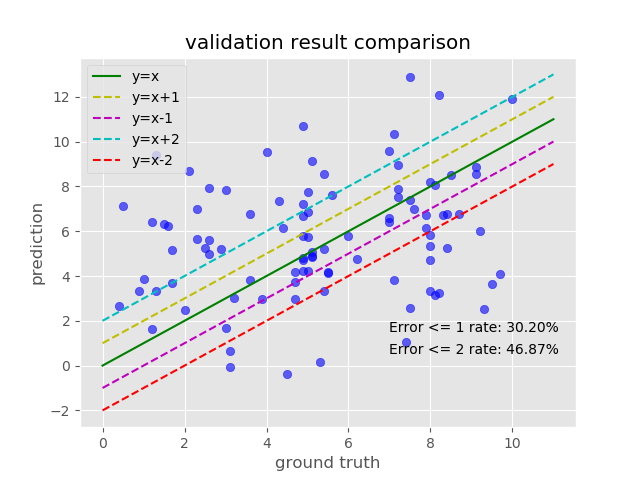 validation result comparison
y=x
y=x+1
y=x-1
y=x+2
y=x-2
12
10
8
6
4
2
0
−2
prediction
Error <= 1 rate: 30.20%
Error <= 2 rate: 46.87%
0 2 4 6 8 10
ground truth